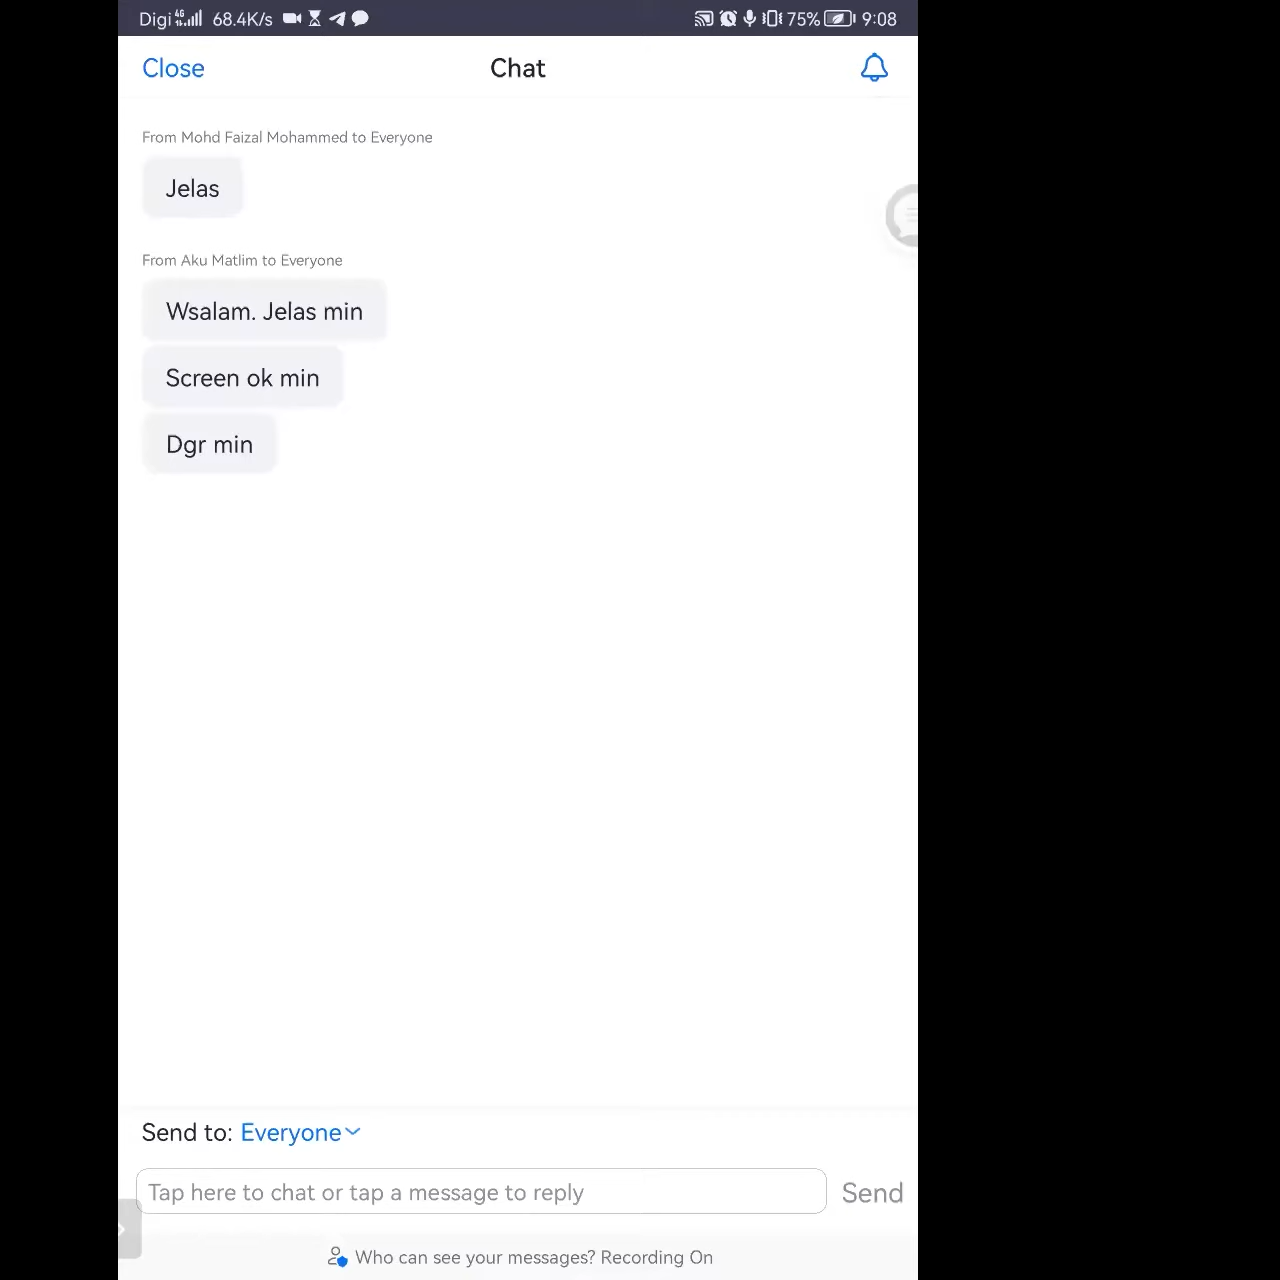 Digi 4G 68.4K/s 75% 9:08
Close Chat
From Mohd Faizal Mohammed to Everyone
Jelas
From Aku Matlim to Everyone
Wsalam. Jelas min
Screen ok min
Dgr min
Send to: Everyone
Tap here to chat or tap a message to reply Send
Who can see your messages? Recording On